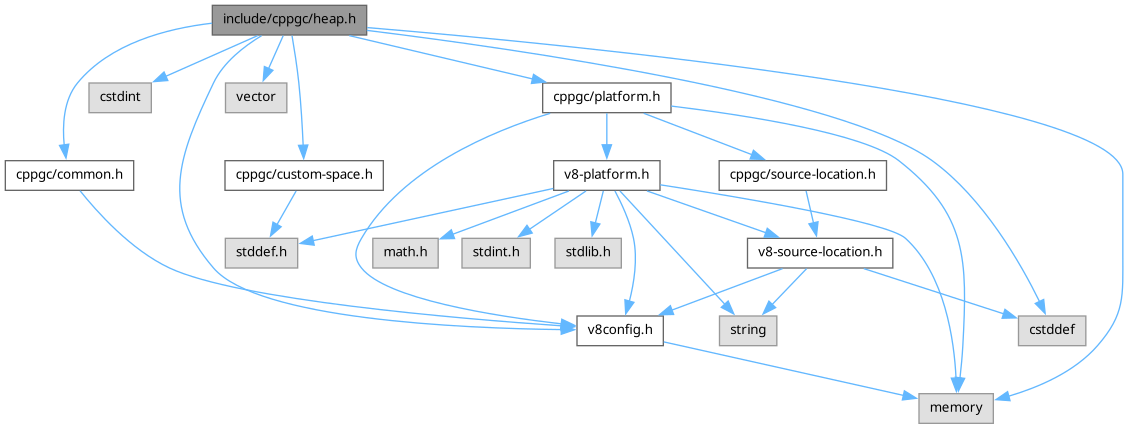 include/cppgc/heap.h
cstdint
vector
cppgc/platform.h
cppgc/common.h
cppgc/custom-space.h
v8-platform.h
cppgc/source-location.h
stddef.h
math.h
stdint.h
stdlib.h
v8-source-location.h
v8config.h
string
cstddef
memory